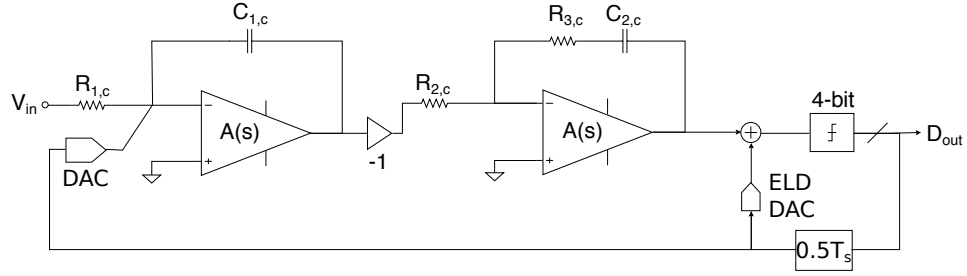 C1,c
R3,c
C2,c
R1,c
Vin
−
A(s)
+
DAC
-1
R2,c
−
A(s)
+
+
4-bit
Dout
ELD
DAC
0.5Ts